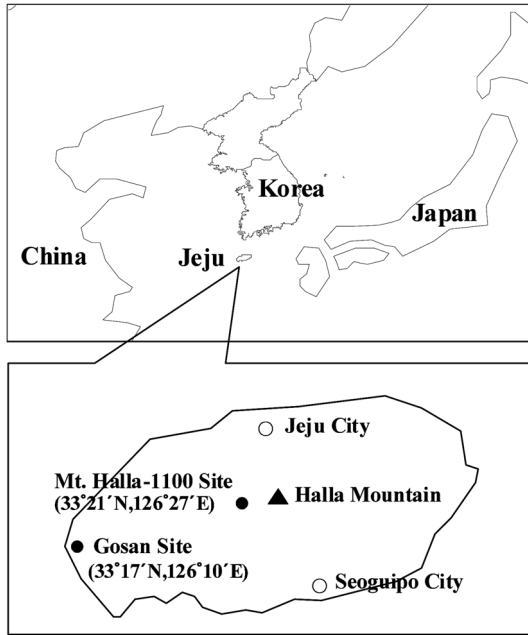 Korea
Japan
China
Jeju
Jeju City
Mt. Halla-1100 Site
(33°21´N,126°27´E)
Halla Mountain
Gosan Site
(33°17´N,126°10´E)
Seoguipo City